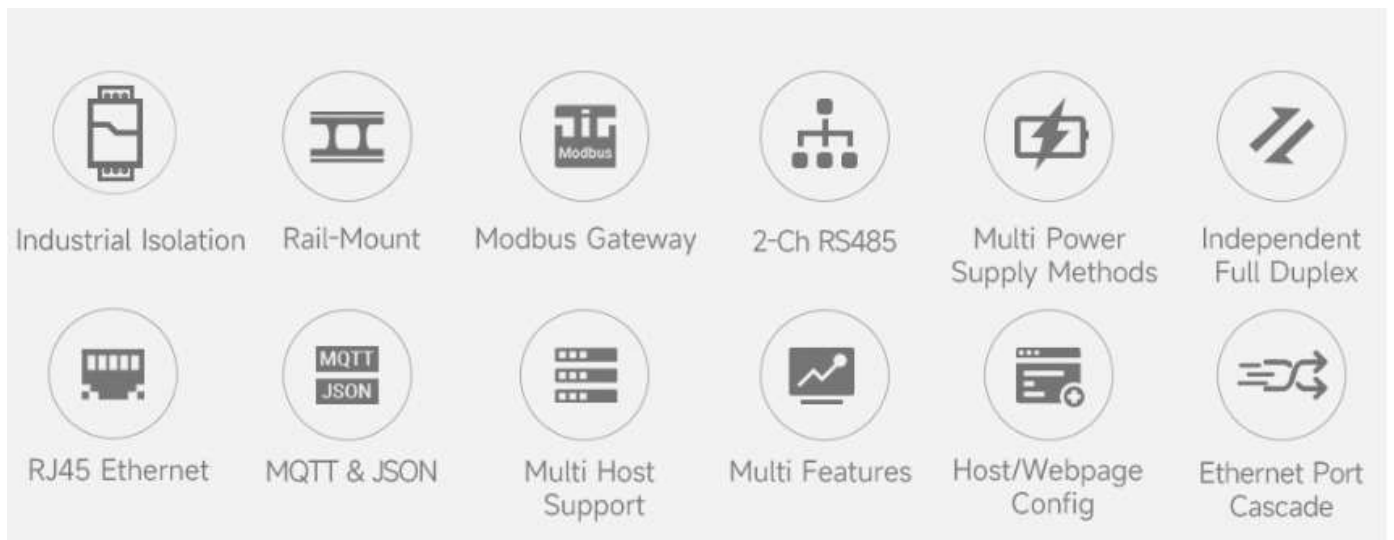 Modbus
Industrial Isolation
Rail-Mount
Modbus Gateway
2-Ch RS485
Multi Power
Supply Methods
Independent
Full Duplex
MQTT
JSON
RJ45 Ethernet
MQTT & JSON
Multi Host
Support
Multi Features
Host/Webpage
Config
Ethernet Port
Cascade